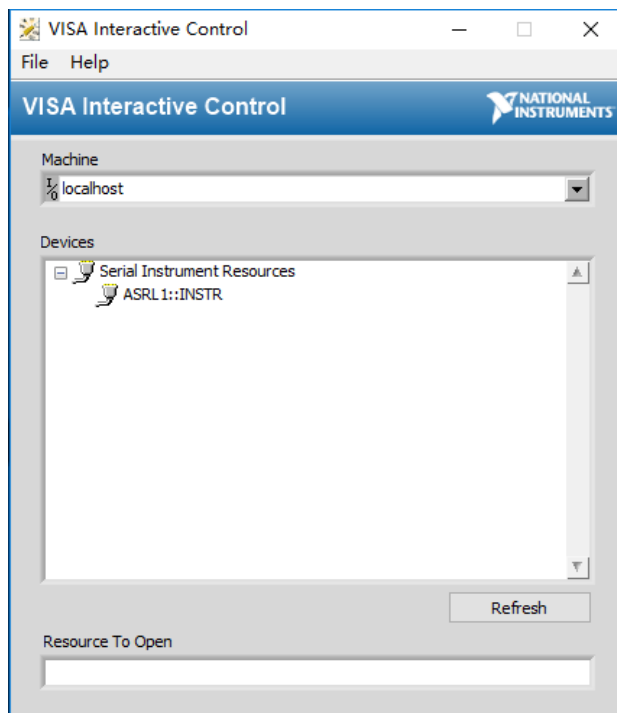 VISA Interactive Control
File Help
VISA Interactive Control
NATIONAL
INSTRUMENTS
Machine
I/O localhost
Devices
Serial Instrument Resources
ASRL1::INSTR
Refresh
Resource To Open